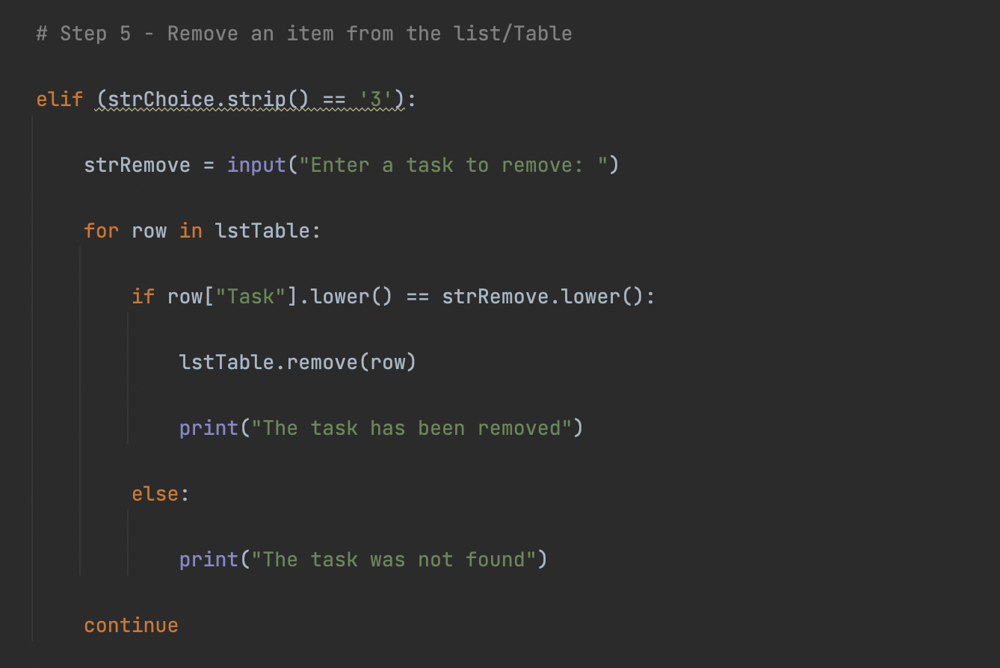 # Step 5 - Remove an item from the list/Table
elif (strChoice.strip() == '3'):
strRemove = input("Enter a task to remove: ")
for row in lstTable:
if row["Task"].lower() == strRemove.lower():
lstTable.remove(row)
print("The task has been removed")
else:
print("The task was not found")
continue